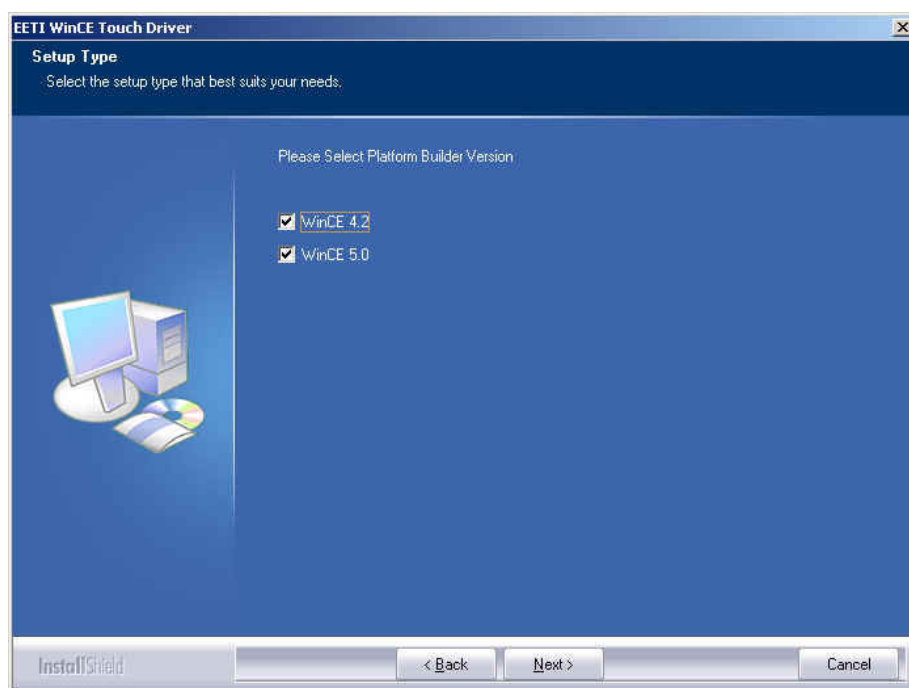 EETI WinCE Touch Driver
Setup Type
Select the setup type that best suits your needs.
Please Select Platform Builder Version
WinCE 4.2
WinCE 5.0
InstallShield
< Back Next > Cancel